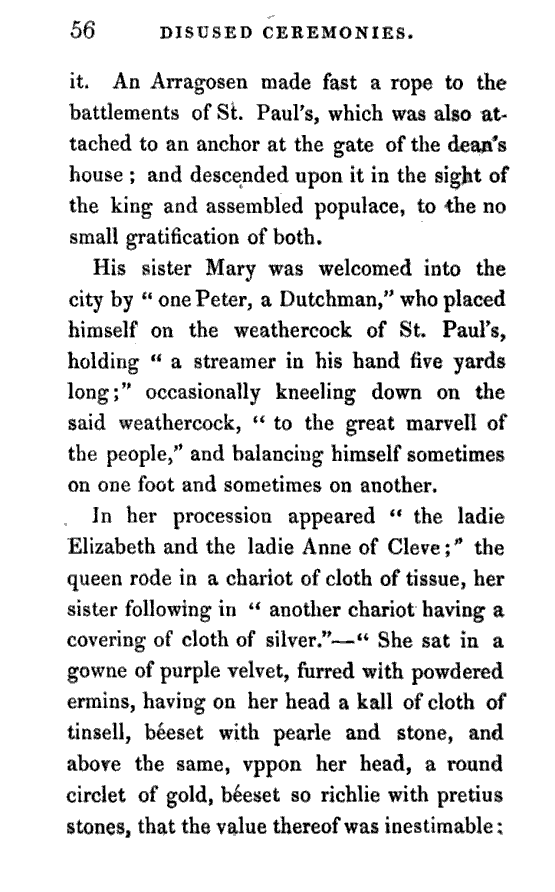 56 DISUSED CEREMONIES.
it. An Arragosen made fast a rope to the
battlements of St. Paul's, which was also at-
tached to an anchor at the gate of the dean's
house ; and descended upon it in the sight of
the king and assembled populace, to the no
small gratification of both.
His sister Mary was welcomed into the
city by “ one Peter, a Dutchman,” who placed
himself on the weathercock of St. Paul's,
holding “ a streamer in his hand five yards
long ;” occasionally kneeling down on the
said weathercock, “ to the great marvell of
the people,” and balancing himself sometimes
on one foot and sometimes on another.
In her procession appeared “ the ladie
Elizabeth and the ladie Anne of Cleve ;” the
queen rode in a chariot of cloth of tissue, her
sister following in “ another chariot having a
covering of cloth of silver.”—“ She sat in a
gowne of purple velvet, furred with powdered
ermins, having on her head a kall of cloth of
tinsell, béeset with pearle and stone, and
above the same, vppon her head, a round
circlet of gold, béeset so richlie with pretius
stones, that the value thereof was inestimable ;